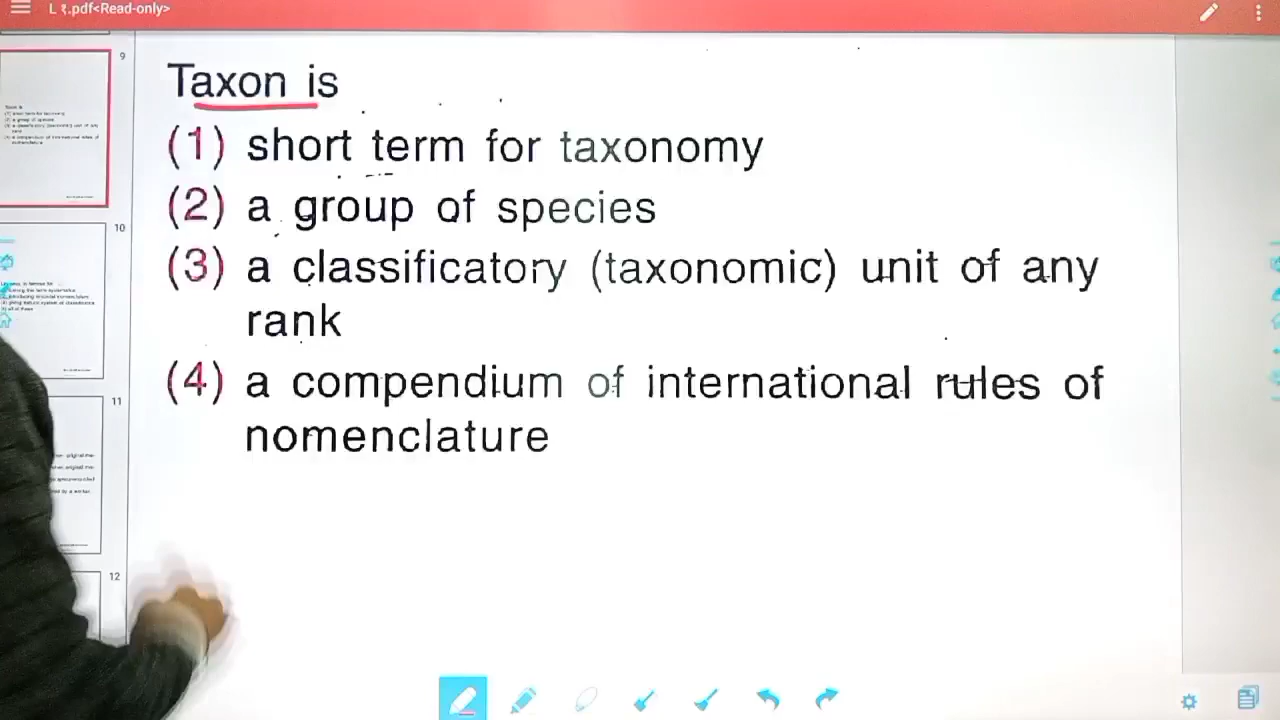 L १.pdf<Read-only>
9
Taxon is
(1) short term for taxonomy
(2) a group of species
(3) a classificatory (taxonomic) unit of any
rank
(4) a compendium of international rules of
nomenclature
10
11
12